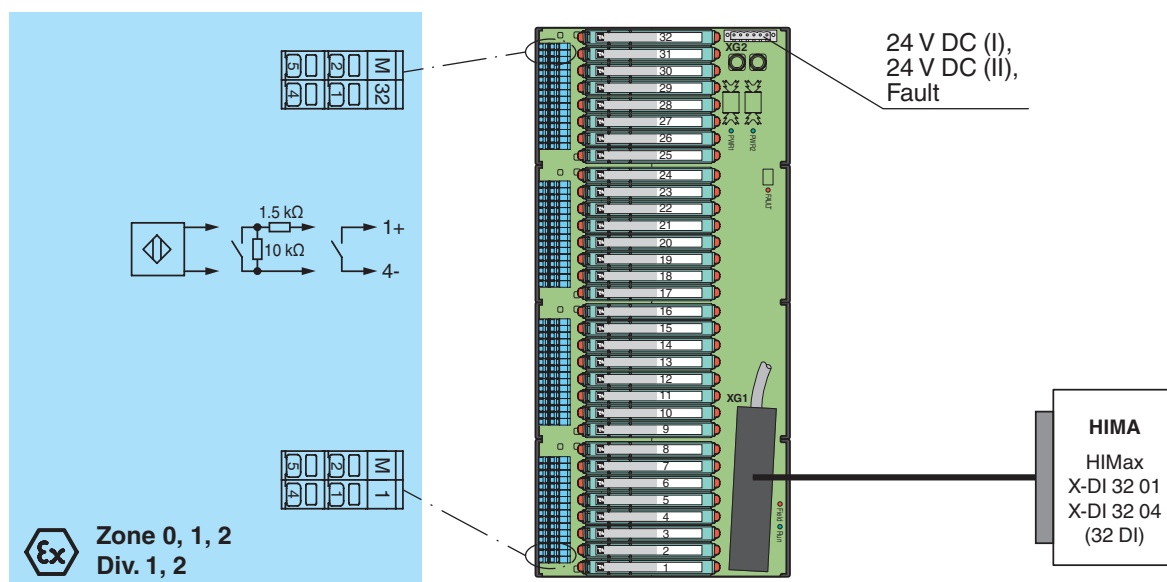 5 2 M
4 1 32
1.5 kΩ
10 kΩ
1+
4-
5 2 M
4 1 1
Ex
Zone 0, 1, 2
Div. 1, 2
32
31
30
29
28
27
26
25
24
23
22
21
20
19
18
17
16
15
14
13
12
11
10
9
8
7
6
5
4
3
2
1
XG2
PWR1
PWR2
FAULT
XG1
Field
Run
24 V DC (I),
24 V DC (II),
Fault
HIMA
HIMax
X-DI 32 01
X-DI 32 04
(32 DI)